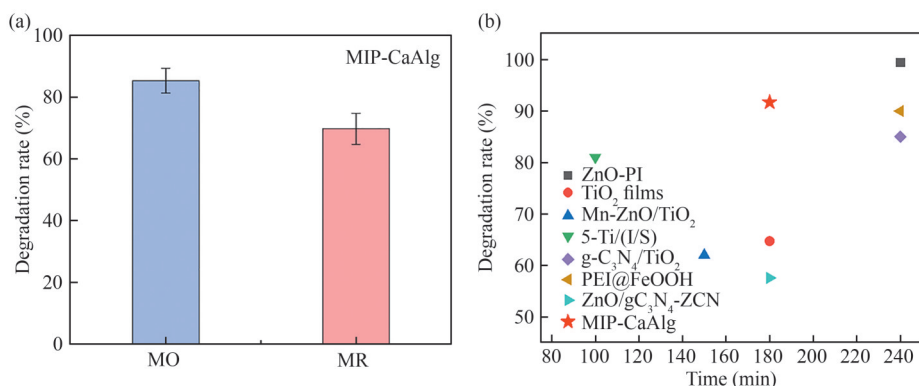 (a)
100
80
60
40
20
0
Degradation rate (%)
MIP-CaAlg
MO
MR
(b)
100
90
80
70
60
50
Degradation rate (%)
ZnO-PI
TiO₂ films
Mn-ZnO/TiO₂
5-Ti/(I/S)
g-C₃N₄/TiO₂
PEI@FeOOH
ZnO/gC₃N₄-ZCN
MIP-CaAlg
80 100 120 140 160 180 200 220 240
Time (min)